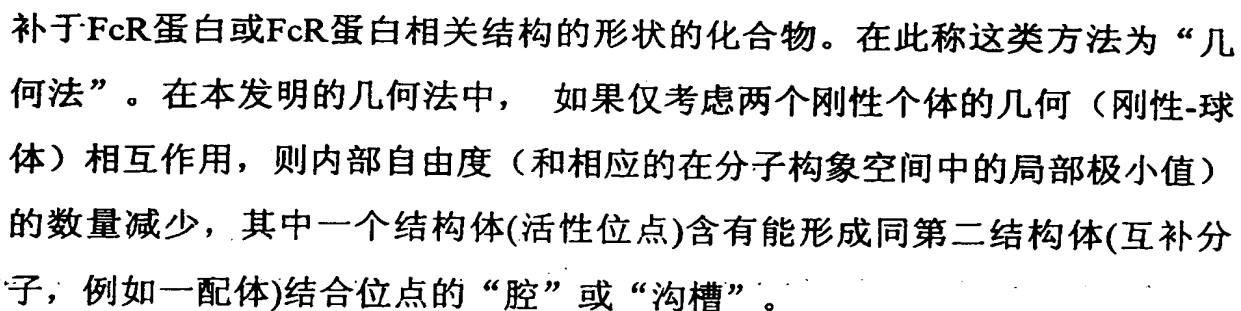 补于FcR蛋白或FcR蛋白相关结构的形状的化合物。在此称这类方法为“几
何法”。在本发明的几何法中， 如果仅考虑两个刚性个体的几何（刚性-球
体）相互作用，则内部自由度（和相应的在分子构象空间中的局部极小值）
的数量减少，其中一个结构体(活性位点)含有能形成同第二结构体(互补分
子，例如一配体)结合位点的“腔”或“沟槽”。